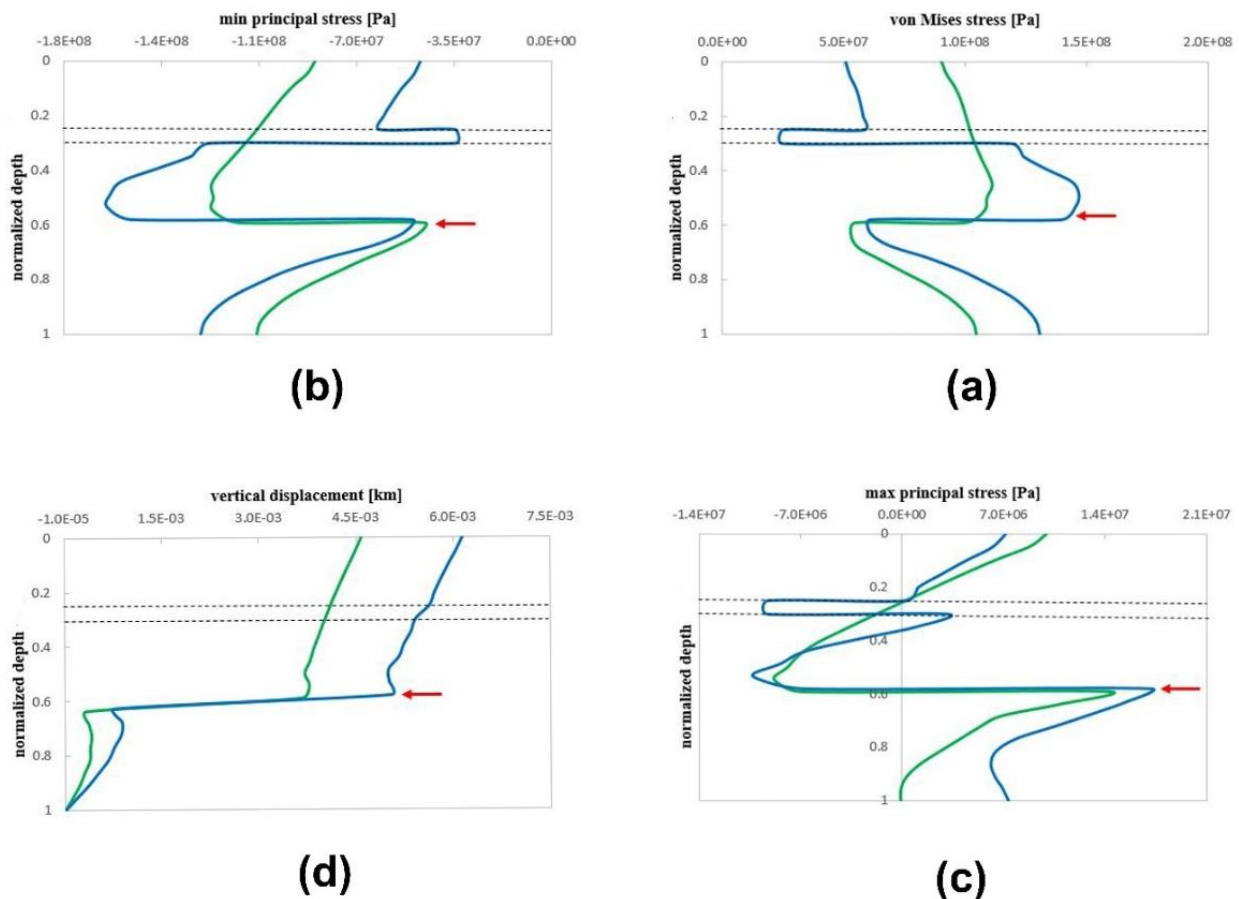 min principal stress [Pa]
-1.8E+08 -1.4E+08 -1.1E+08 -7.0E+07 -3.5E+07 0.0E+00
0
0.2
0.4
0.6
0.8
1
normalized depth
(b)
von Mises stress [Pa]
0.0E+00 5.0E+07 1.0E+08 1.5E+08 2.0E+08
0
0.2
0.4
0.6
0.8
1
normalized depth
(a)
vertical displacement [km]
-1.0E-05 1.5E-03 3.0E-03 4.5E-03 6.0E-03 7.5E-03
0
0.2
0.4
0.6
0.8
1
normalized depth
(d)
max principal stress [Pa]
-1.4E+07 -7.0E+06 0.0E+00 7.0E+06 1.4E+07 2.1E+07
0
0.2
0.4
0.6
0.8
1
normalized depth
(c)